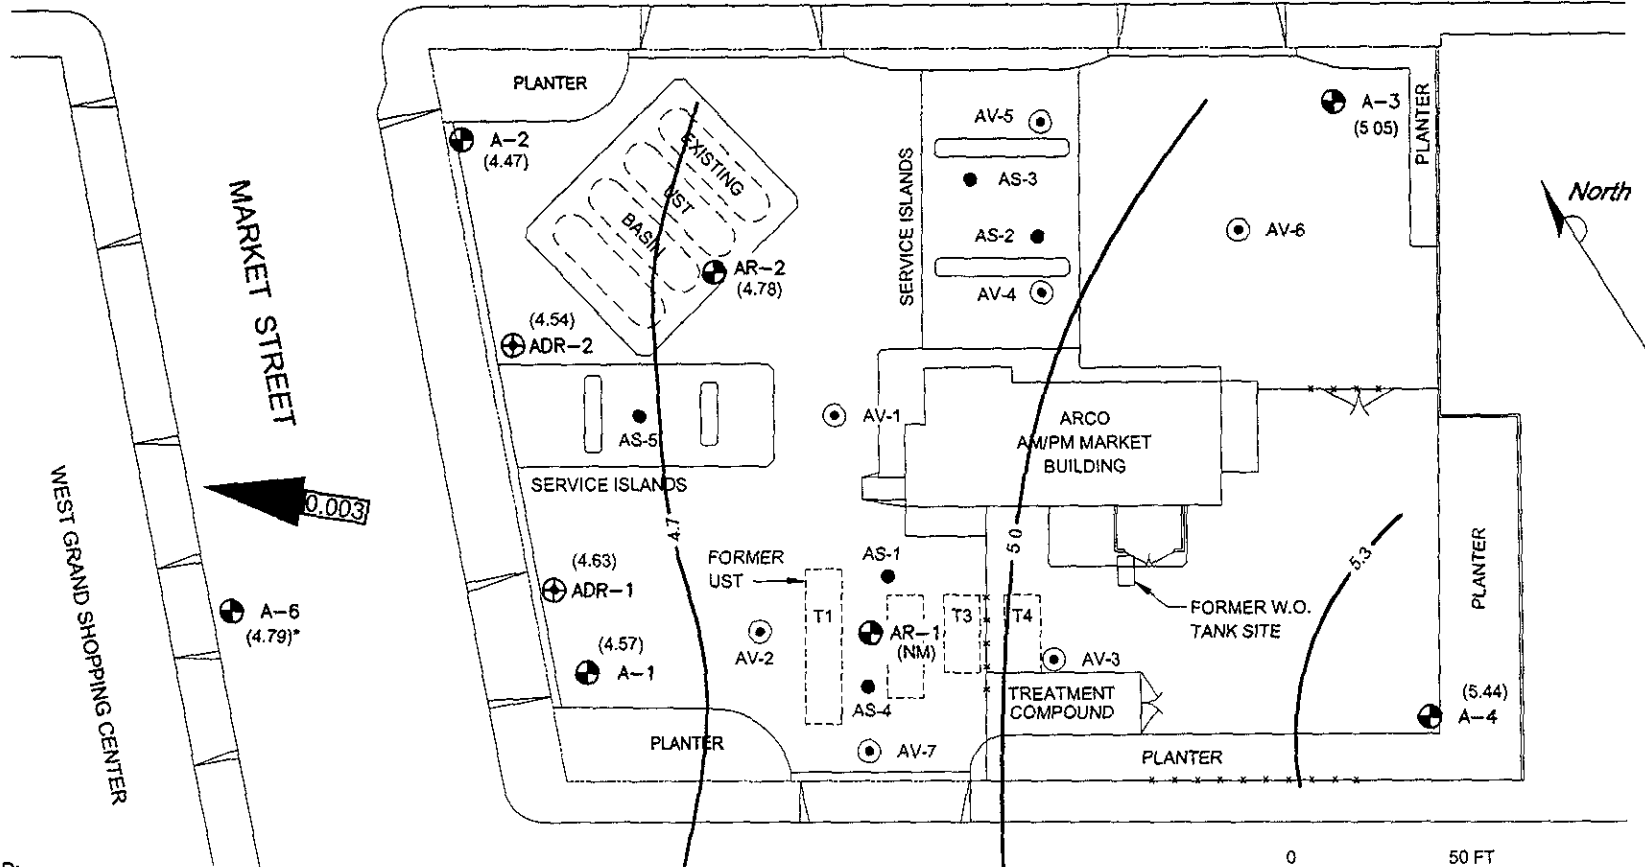 PLANTER
A-2
(4.47)
EXISTING
UST
BASIN
AV-5
AS-3
AS-2
AV-4
SERVICE ISLANDS
A-3
(5 05)
PLANTER
AV-6
North
MARKET STREET
AR-2
(4.78)
(4.54)
ADR-2
AS-5
AV-1
SERVICE ISLANDS
ARCO
AM/PM MARKET
BUILDING
0.003
WEST GRAND SHOPPING CENTER
4.7
5 0
5.3
PLANTER
A-6
(4.79)*
(4.63)
ADR-1
(4.57)
A-1
FORMER
UST
AS-1
T1
AR-1
(NM)
T3
T4
AV-2
AS-4
AV-3
FORMER W.O.
TANK SITE
TREATMENT
COMPOUND
(5.44)
A-4
PLANTER
AV-7
PLANTER
0 50 FT